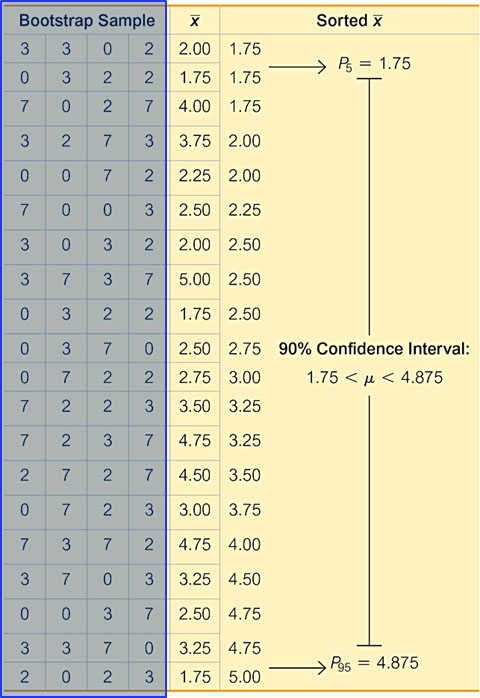 Bootstrap Sample x̄ Sorted x̄
3 3 0 2 2.00 1.75
P5 = 1.75
0 3 2 2 1.75 1.75
7 0 2 7 4.00 1.75
3 2 7 3 3.75 2.00
0 0 7 2 2.25 2.00
7 0 0 3 2.50 2.25
3 0 3 2 2.00 2.50
3 7 3 7 5.00 2.50
0 3 2 2 1.75 2.50
0 3 7 0 2.50 2.75 90% Confidence Interval:
0 7 2 2 2.75 3.00 1.75 < μ < 4.875
7 2 2 3 3.50 3.25
7 2 3 7 4.75 3.25
2 7 2 7 4.50 3.50
0 7 2 3 3.00 3.75
7 3 7 2 4.75 4.00
3 7 0 3 3.25 4.50
0 0 3 7 2.50 4.75
3 3 7 0 3.25 4.75
P95 = 4.875
2 0 2 3 1.75 5.00